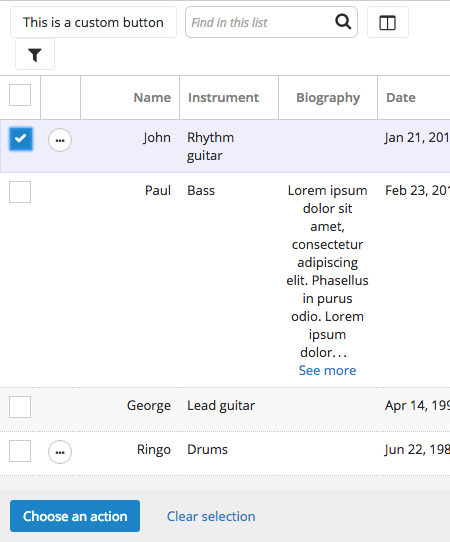 This is a custom button
Find in this list
Name Instrument Biography Date
John Rhythm guitar Jan 21, 201
Paul Bass Lorem ipsum Feb 23, 201
dolor sit
amet,
consectetur
adipiscing
elit. Phasellus
in purus
odio. Lorem
ipsum
dolor...
See more
George Lead guitar Apr 14, 199
Ringo Drums Jun 22, 198
Choose an action Clear selection